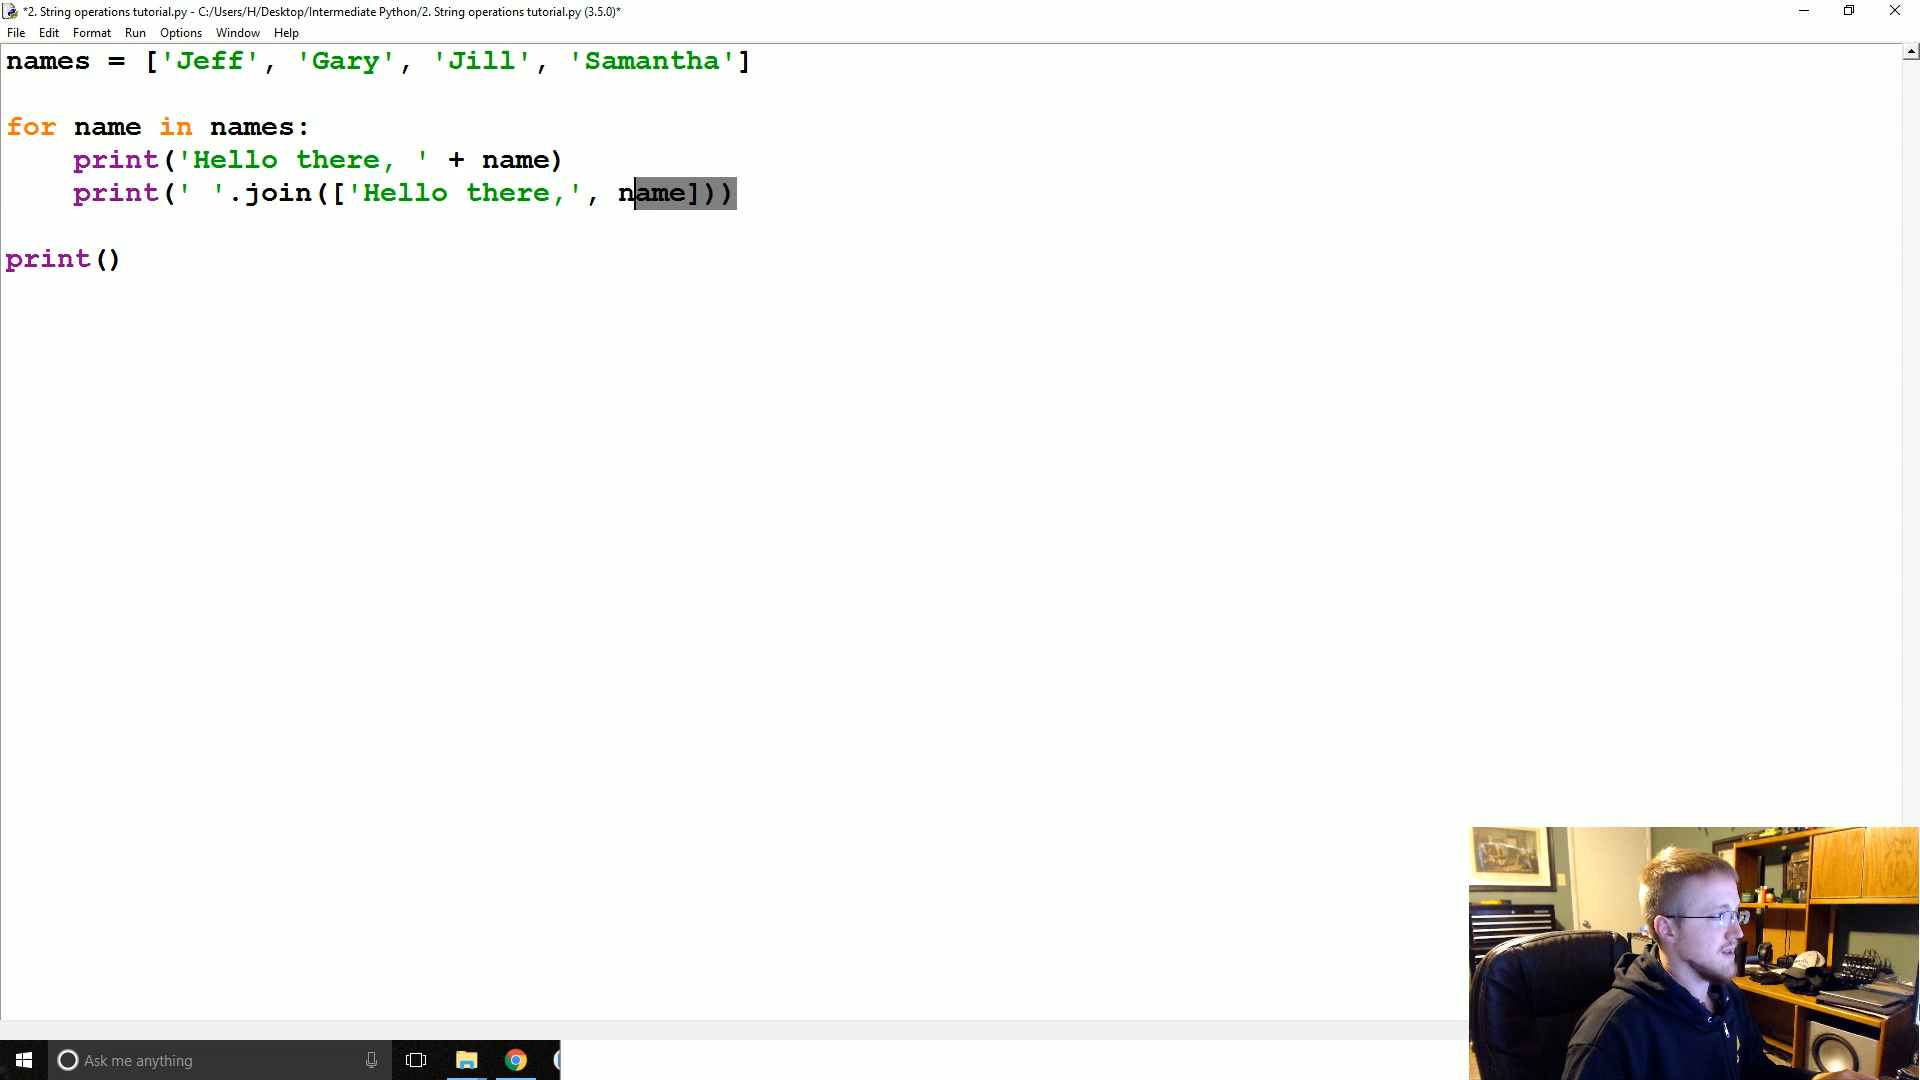 *2. String operations tutorial.py - C:/Users/H/Desktop/Intermediate Python/2. String operations tutorial.py (3.5.0)*
File Edit Format Run Options Window Help
names = ['Jeff', 'Gary', 'Jill', 'Samantha']
for name in names:
    print('Hello there, ' + name)
    print(' '.join(['Hello there,', name]))
print()
Ask me anything